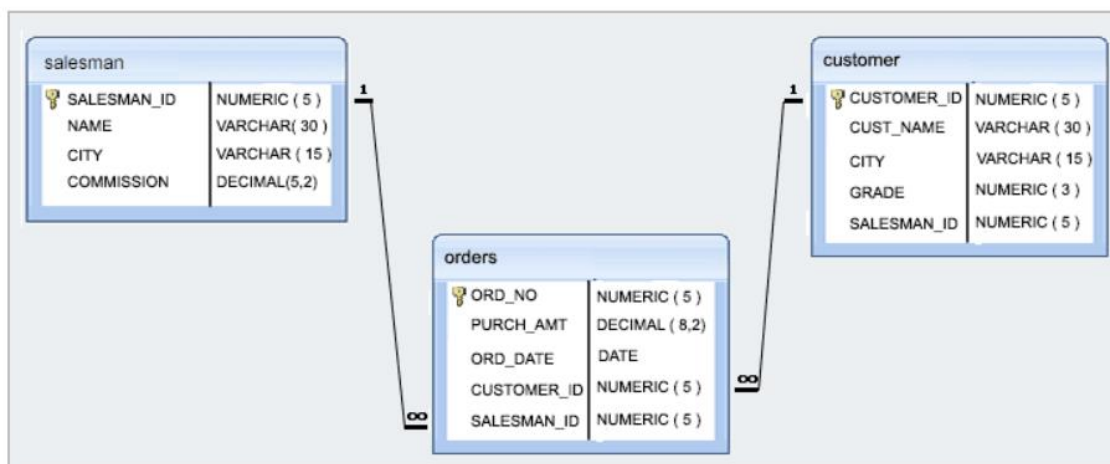 salesman
SALESMAN_ID NUMERIC ( 5 )
NAME VARCHAR( 30 )
CITY VARCHAR ( 15 )
COMMISSION DECIMAL(5,2)
1
∞
orders
ORD_NO NUMERIC ( 5 )
PURCH_AMT DECIMAL ( 8,2)
ORD_DATE DATE
CUSTOMER_ID NUMERIC ( 5 )
SALESMAN_ID NUMERIC ( 5 )
1
∞
customer
CUSTOMER_ID NUMERIC ( 5 )
CUST_NAME VARCHAR ( 30 )
CITY VARCHAR ( 15 )
GRADE NUMERIC ( 3 )
SALESMAN_ID NUMERIC ( 5 )